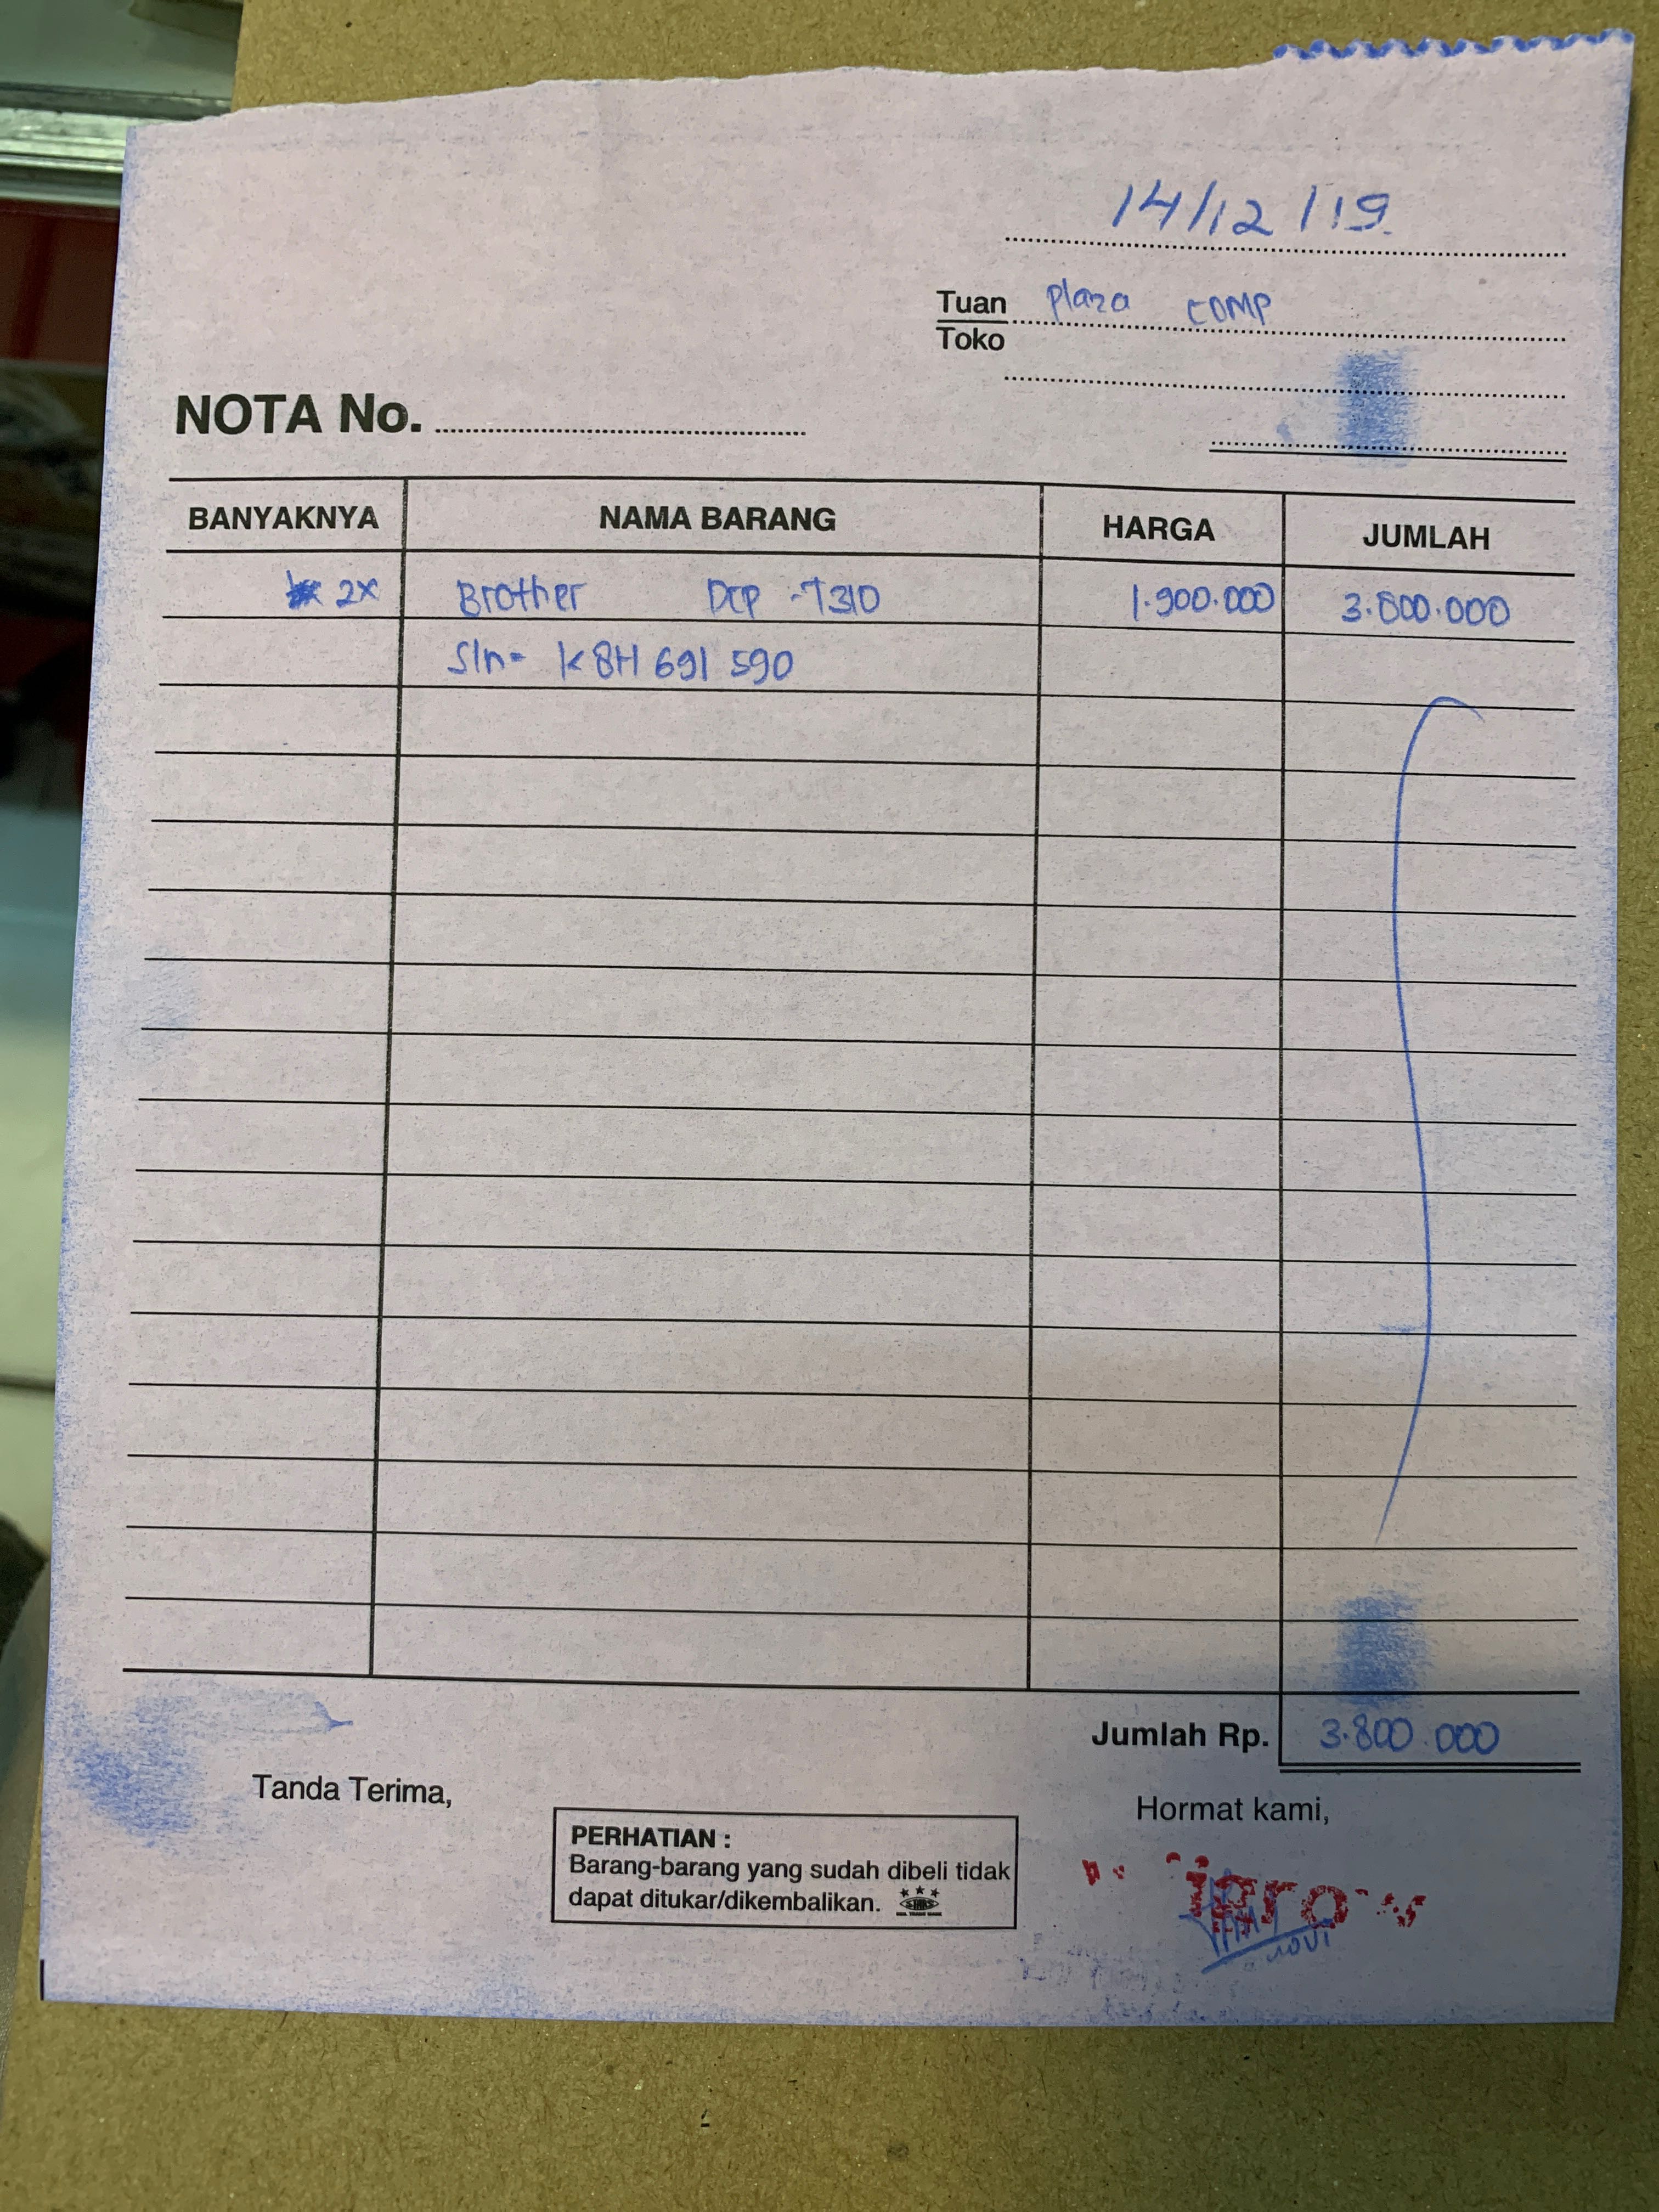 14/12/19
Tuan Plaza COMP
Toko
NOTA No.
BANYAKNYA NAMA BARANG HARGA JUMLAH
2x Brother DCP-T310 1.900.000 3.800.000
S/n= K8H 691 590
Jumlah Rp. 3.800.000
Tanda Terima,
Hormat kami,
PERHATIAN :
Barang-barang yang sudah dibeli tidak
dapat ditukar/dikembalikan.